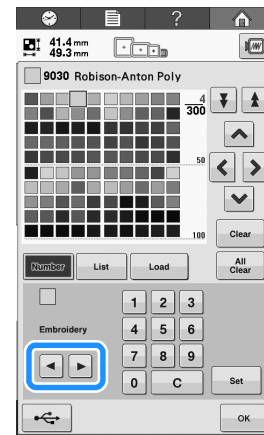 ?
41.4 mm
49.3 mm
9030 Robison-Anton Poly
4
300
50
100
Clear
Number
List
Load
All
Clear
1 2 3
Embroidery
4 5 6
7 8 9
0 C
Set
OK